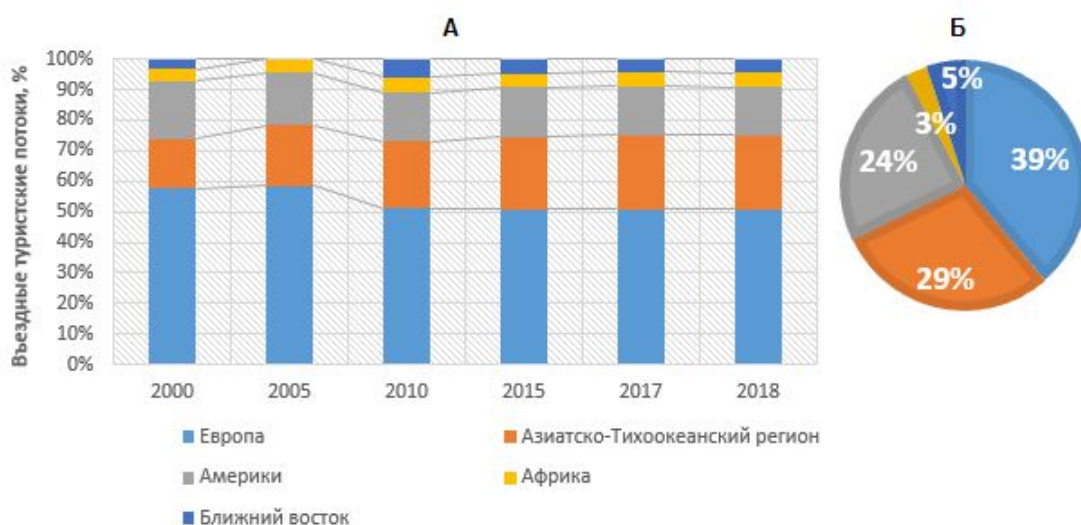 А
Б
Въездные туристские потоки, %
100%
90%
80%
70%
60%
50%
40%
30%
20%
10%
0%
2000 2005 2010 2015 2017 2018
Европа Азиатско-Тихоокеанский регион
Америки Африка
Ближний восток
5%
3%
39%
24%
29%